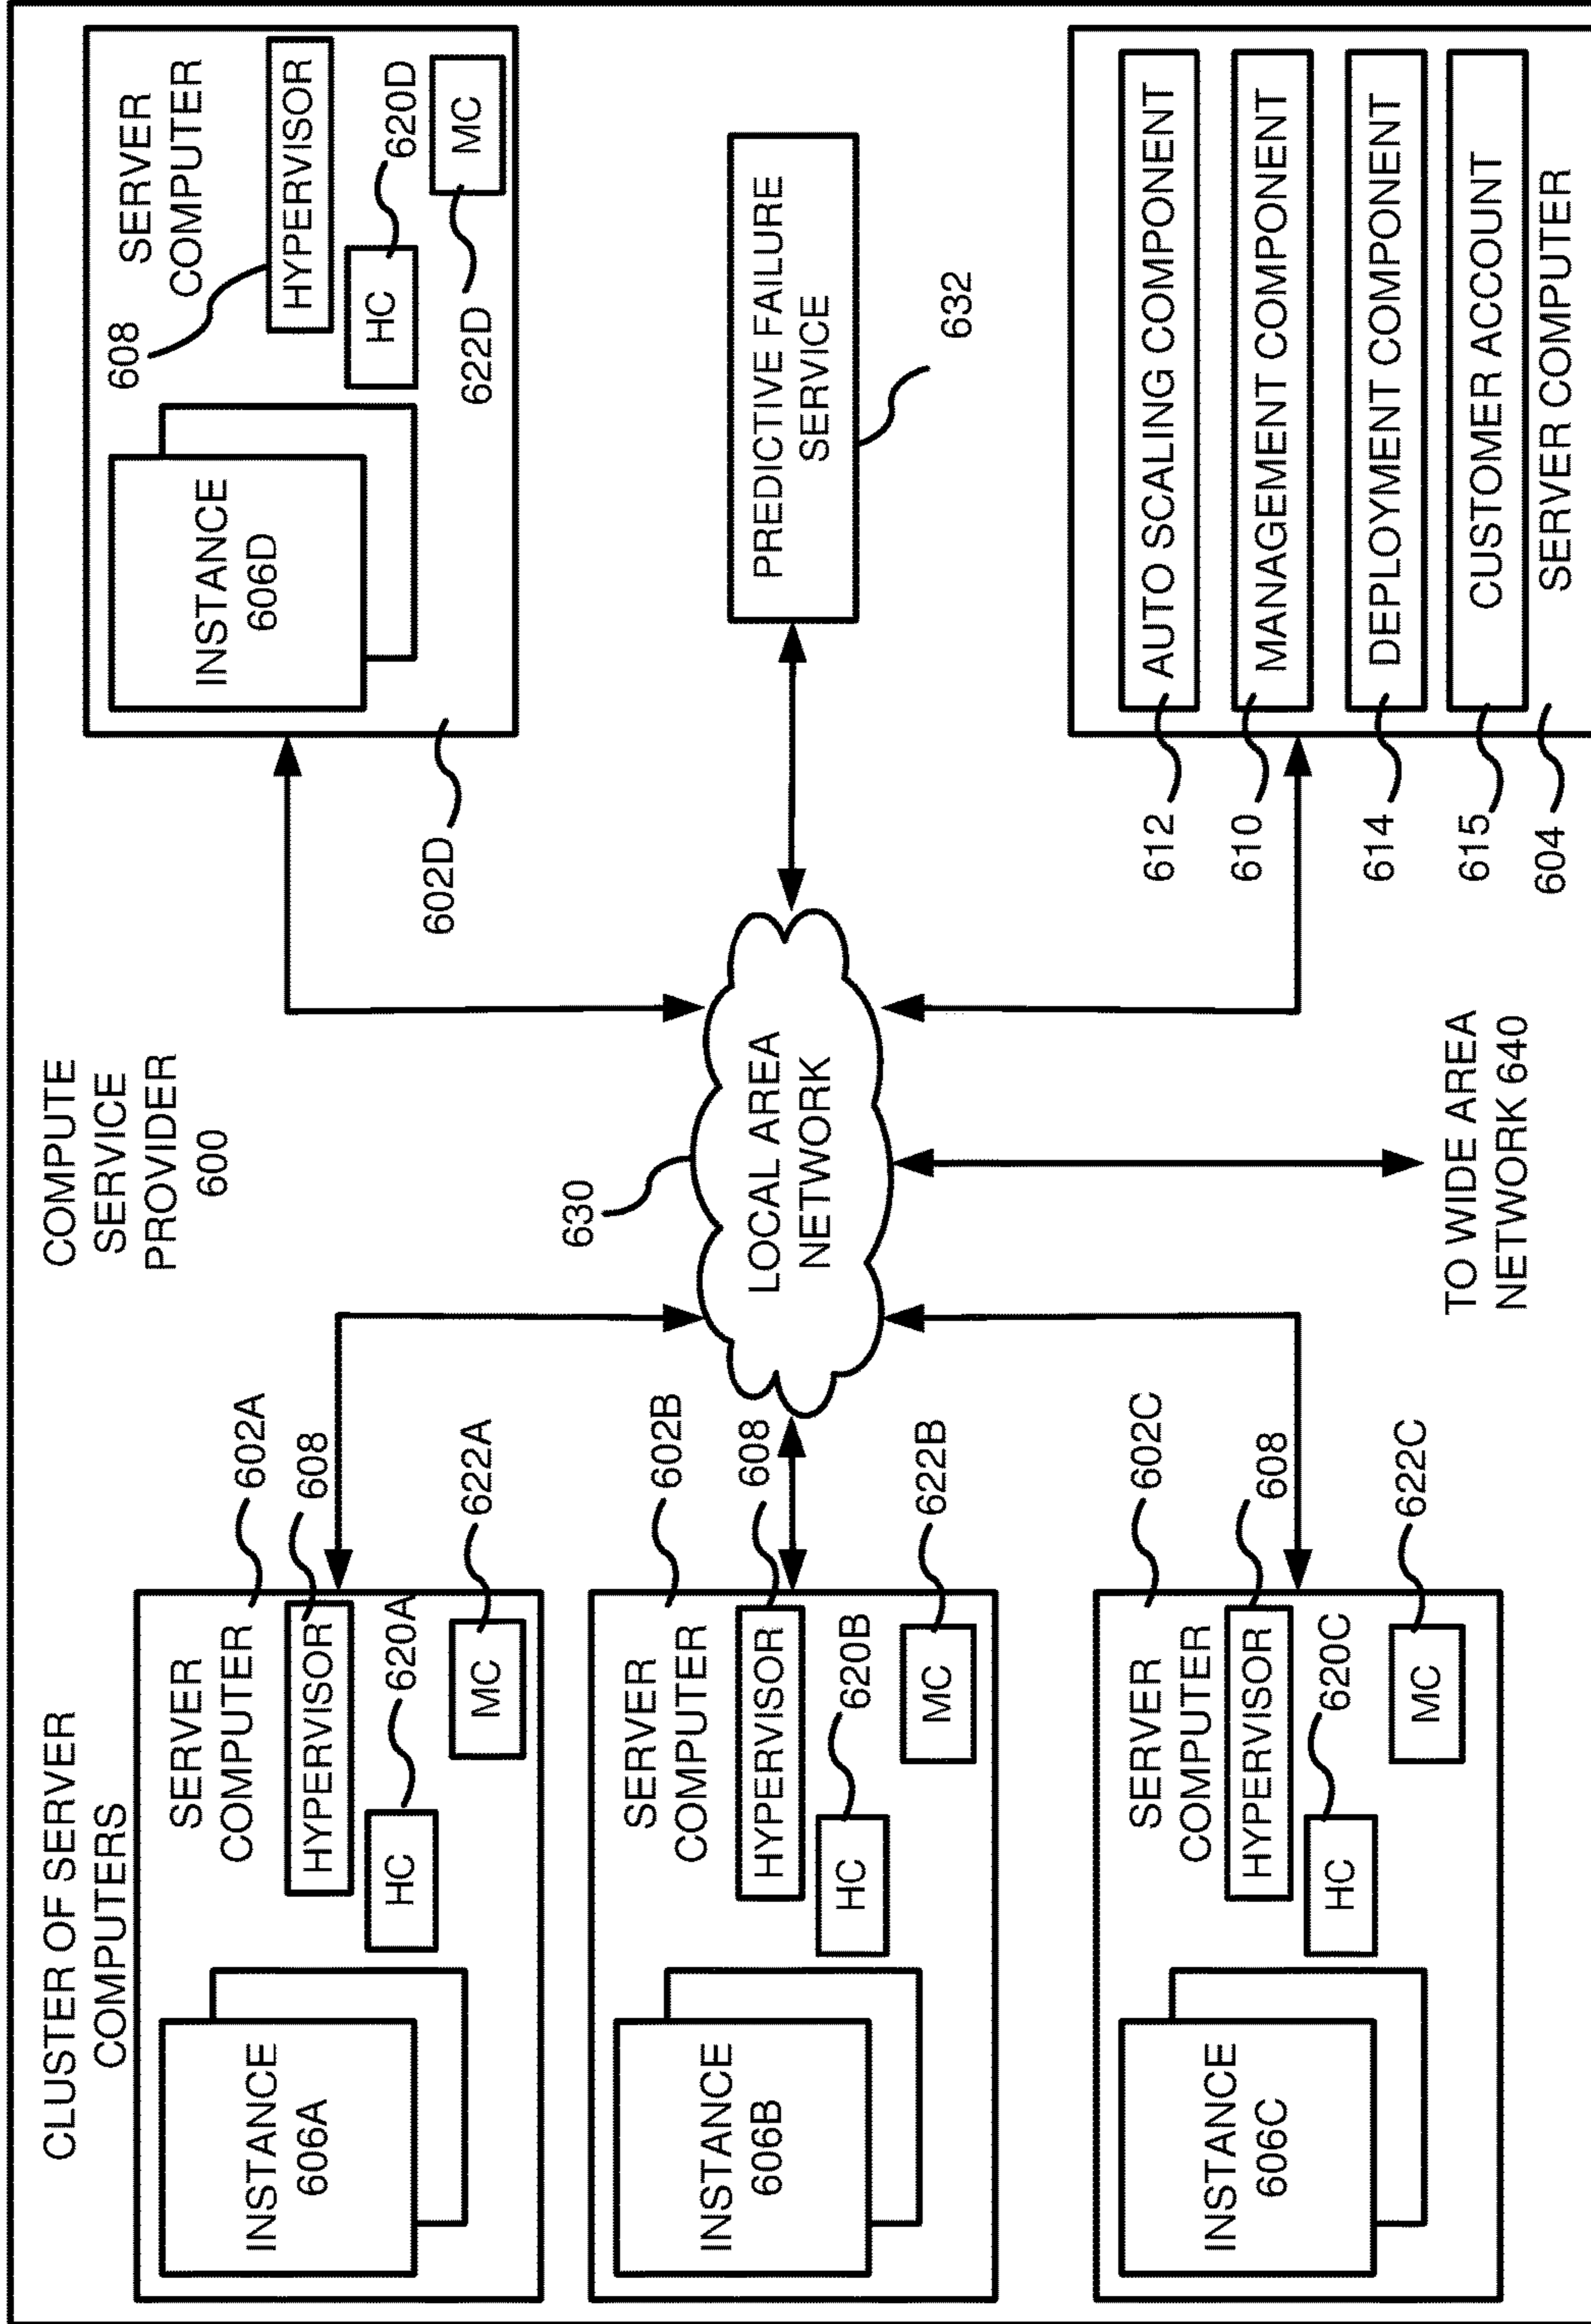 COMPUTE
SERVICE
PROVIDER
600
CLUSTER OF SERVER
COMPUTERS
INSTANCE
606A
SERVER
COMPUTER
HYPERVISOR
HC
MC
602A
608
620A
622A
INSTANCE
606B
SERVER
COMPUTER
HYPERVISOR
HC
MC
602B
608
620B
622B
INSTANCE
606C
SERVER
COMPUTER
HYPERVISOR
HC
MC
602C
608
620C
622C
630
LOCAL AREA
NETWORK
TO WIDE AREA
NETWORK 640
INSTANCE
606D
608
SERVER
COMPUTER
HYPERVISOR
HC
620D
MC
622D
602D
PREDICTIVE FAILURE
SERVICE
632
612
AUTO SCALING COMPONENT
610
MANAGEMENT COMPONENT
614
DEPLOYMENT COMPONENT
615
CUSTOMER ACCOUNT
604
SERVER COMPUTER